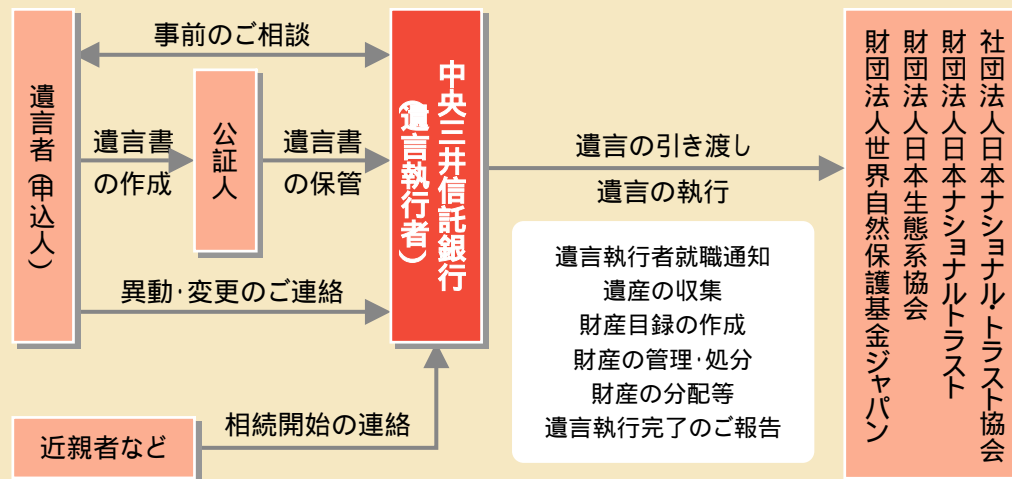 事前のご相談
遺言者(申込人)
遺言書
の作成
公証人
遺言書
の保管
中央三井信託銀行
(遺言執行者)
異動・変更のご連絡
近親者など
相続開始の連絡
遺言の引き渡し
遺言の執行
遺言執行者就職通知
遺産の収集
財産目録の作成
財産の管理・処分
財産の分配等
遺言執行完了のご報告
社団法人日本ナショナル・トラスト協会
財団法人日本ナショナルトラスト
財団法人日本生態系協会
財団法人世界自然保護基金ジャパン